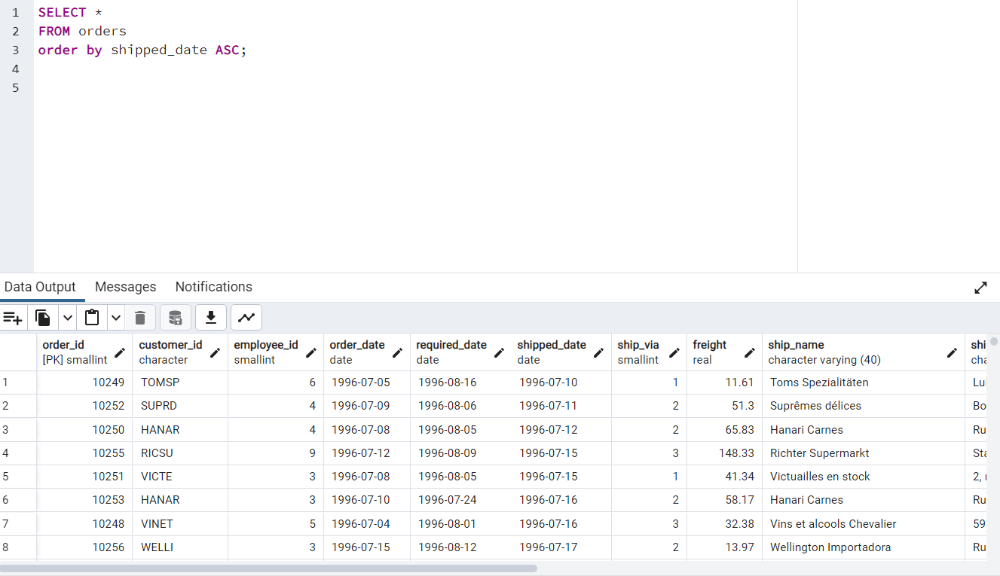 1 SELECT *
2 FROM orders
3 order by shipped_date ASC;
4
5
Data Output Messages Notifications
order_id customer_id employee_id order_date required_date shipped_date ship_via freight ship_name shi
[PK] smallint character smallint date date date smallint real character varying (40) cha
1 10249 TOMSP 6 1996-07-05 1996-08-16 1996-07-10 1 11.61 Toms Spezialitäten Lui
2 10252 SUPRD 4 1996-07-09 1996-08-06 1996-07-11 2 51.3 Suprêmes délices Bo
3 10250 HANAR 4 1996-07-08 1996-08-05 1996-07-12 2 65.83 Hanari Carnes Ru
4 10255 RICSU 9 1996-07-12 1996-08-09 1996-07-15 3 148.33 Richter Supermarkt Sta
5 10251 VICTE 3 1996-07-08 1996-08-05 1996-07-15 1 41.34 Victuailles en stock 2,
6 10253 HANAR 3 1996-07-10 1996-07-24 1996-07-16 2 58.17 Hanari Carnes Ru
7 10248 VINET 5 1996-07-04 1996-08-01 1996-07-16 3 32.38 Vins et alcools Chevalier 59
8 10256 WELLI 3 1996-07-15 1996-08-12 1996-07-17 2 13.97 Wellington Importadora Ru